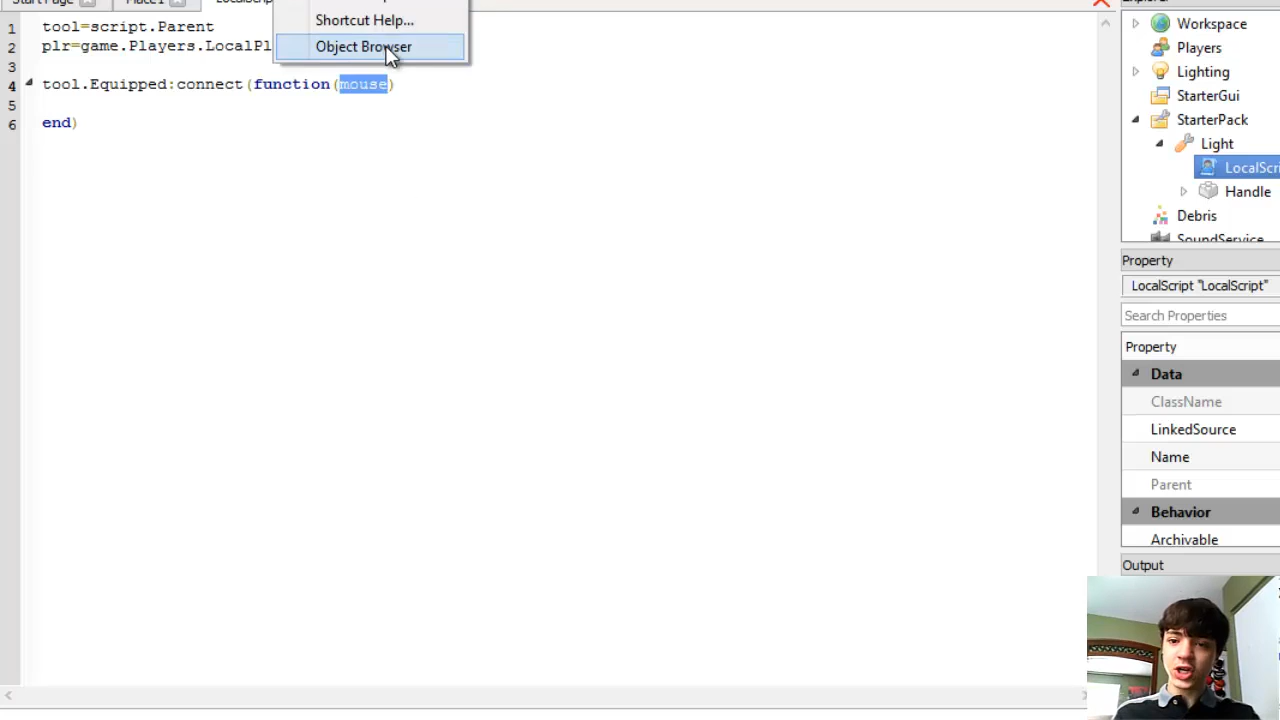 Start Page
Place1
Shortcut Help...
Object Browser
1 tool=script.Parent
2 plr=game.Players.LocalPl
3
4 tool.Equipped:connect(function(mouse)
5
6 end)
Workspace
Players
Lighting
StarterGui
StarterPack
Light
LocalScri
Handle
Debris
SoundService
Property
LocalScript "LocalScript"
Search Properties
Property
Data
ClassName
LinkedSource
Name
Parent
Behavior
Archivable
Output